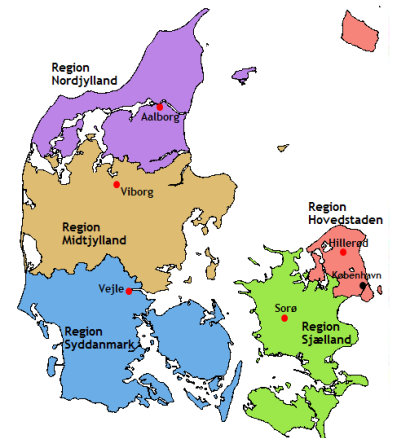 Region
Nordjylland
Aalborg
Viborg
Region
Hovedstaden
Region
Midtjylland
Hillerød
København
Vejle
Sorø
Region
Syddanmark
Region
Sjælland